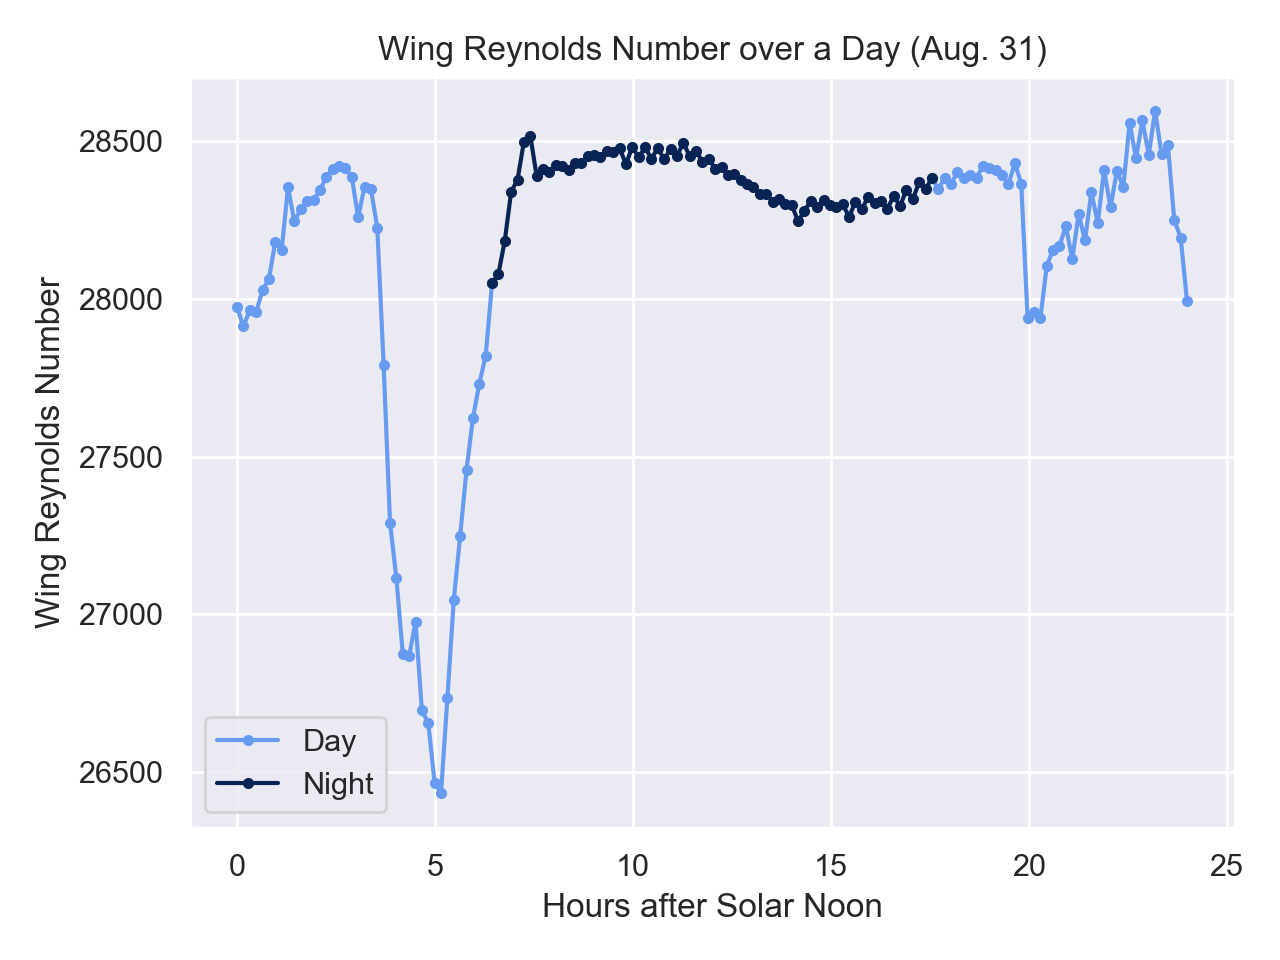 Wing Reynolds Number over a Day (Aug. 31)
Wing Reynolds Number
28500
28000
27500
27000
26500
Day
Night
0 5 10 15 20 25
Hours after Solar Noon